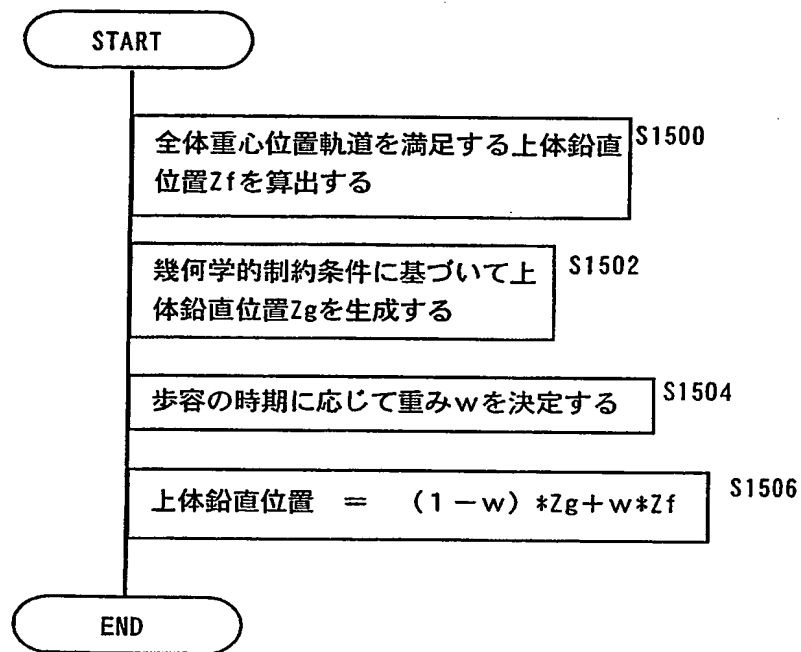 START
全体重心位置軌道を満足する上体鉛直
位置Zfを算出する
S1500
幾何学的制約条件に基づいて上
体鉛直位置Zgを生成する
S1502
歩容の時期に応じて重みwを決定する
S1504
上体鉛直位置 = (1-w)*Zg+w*Zf
S1506
END